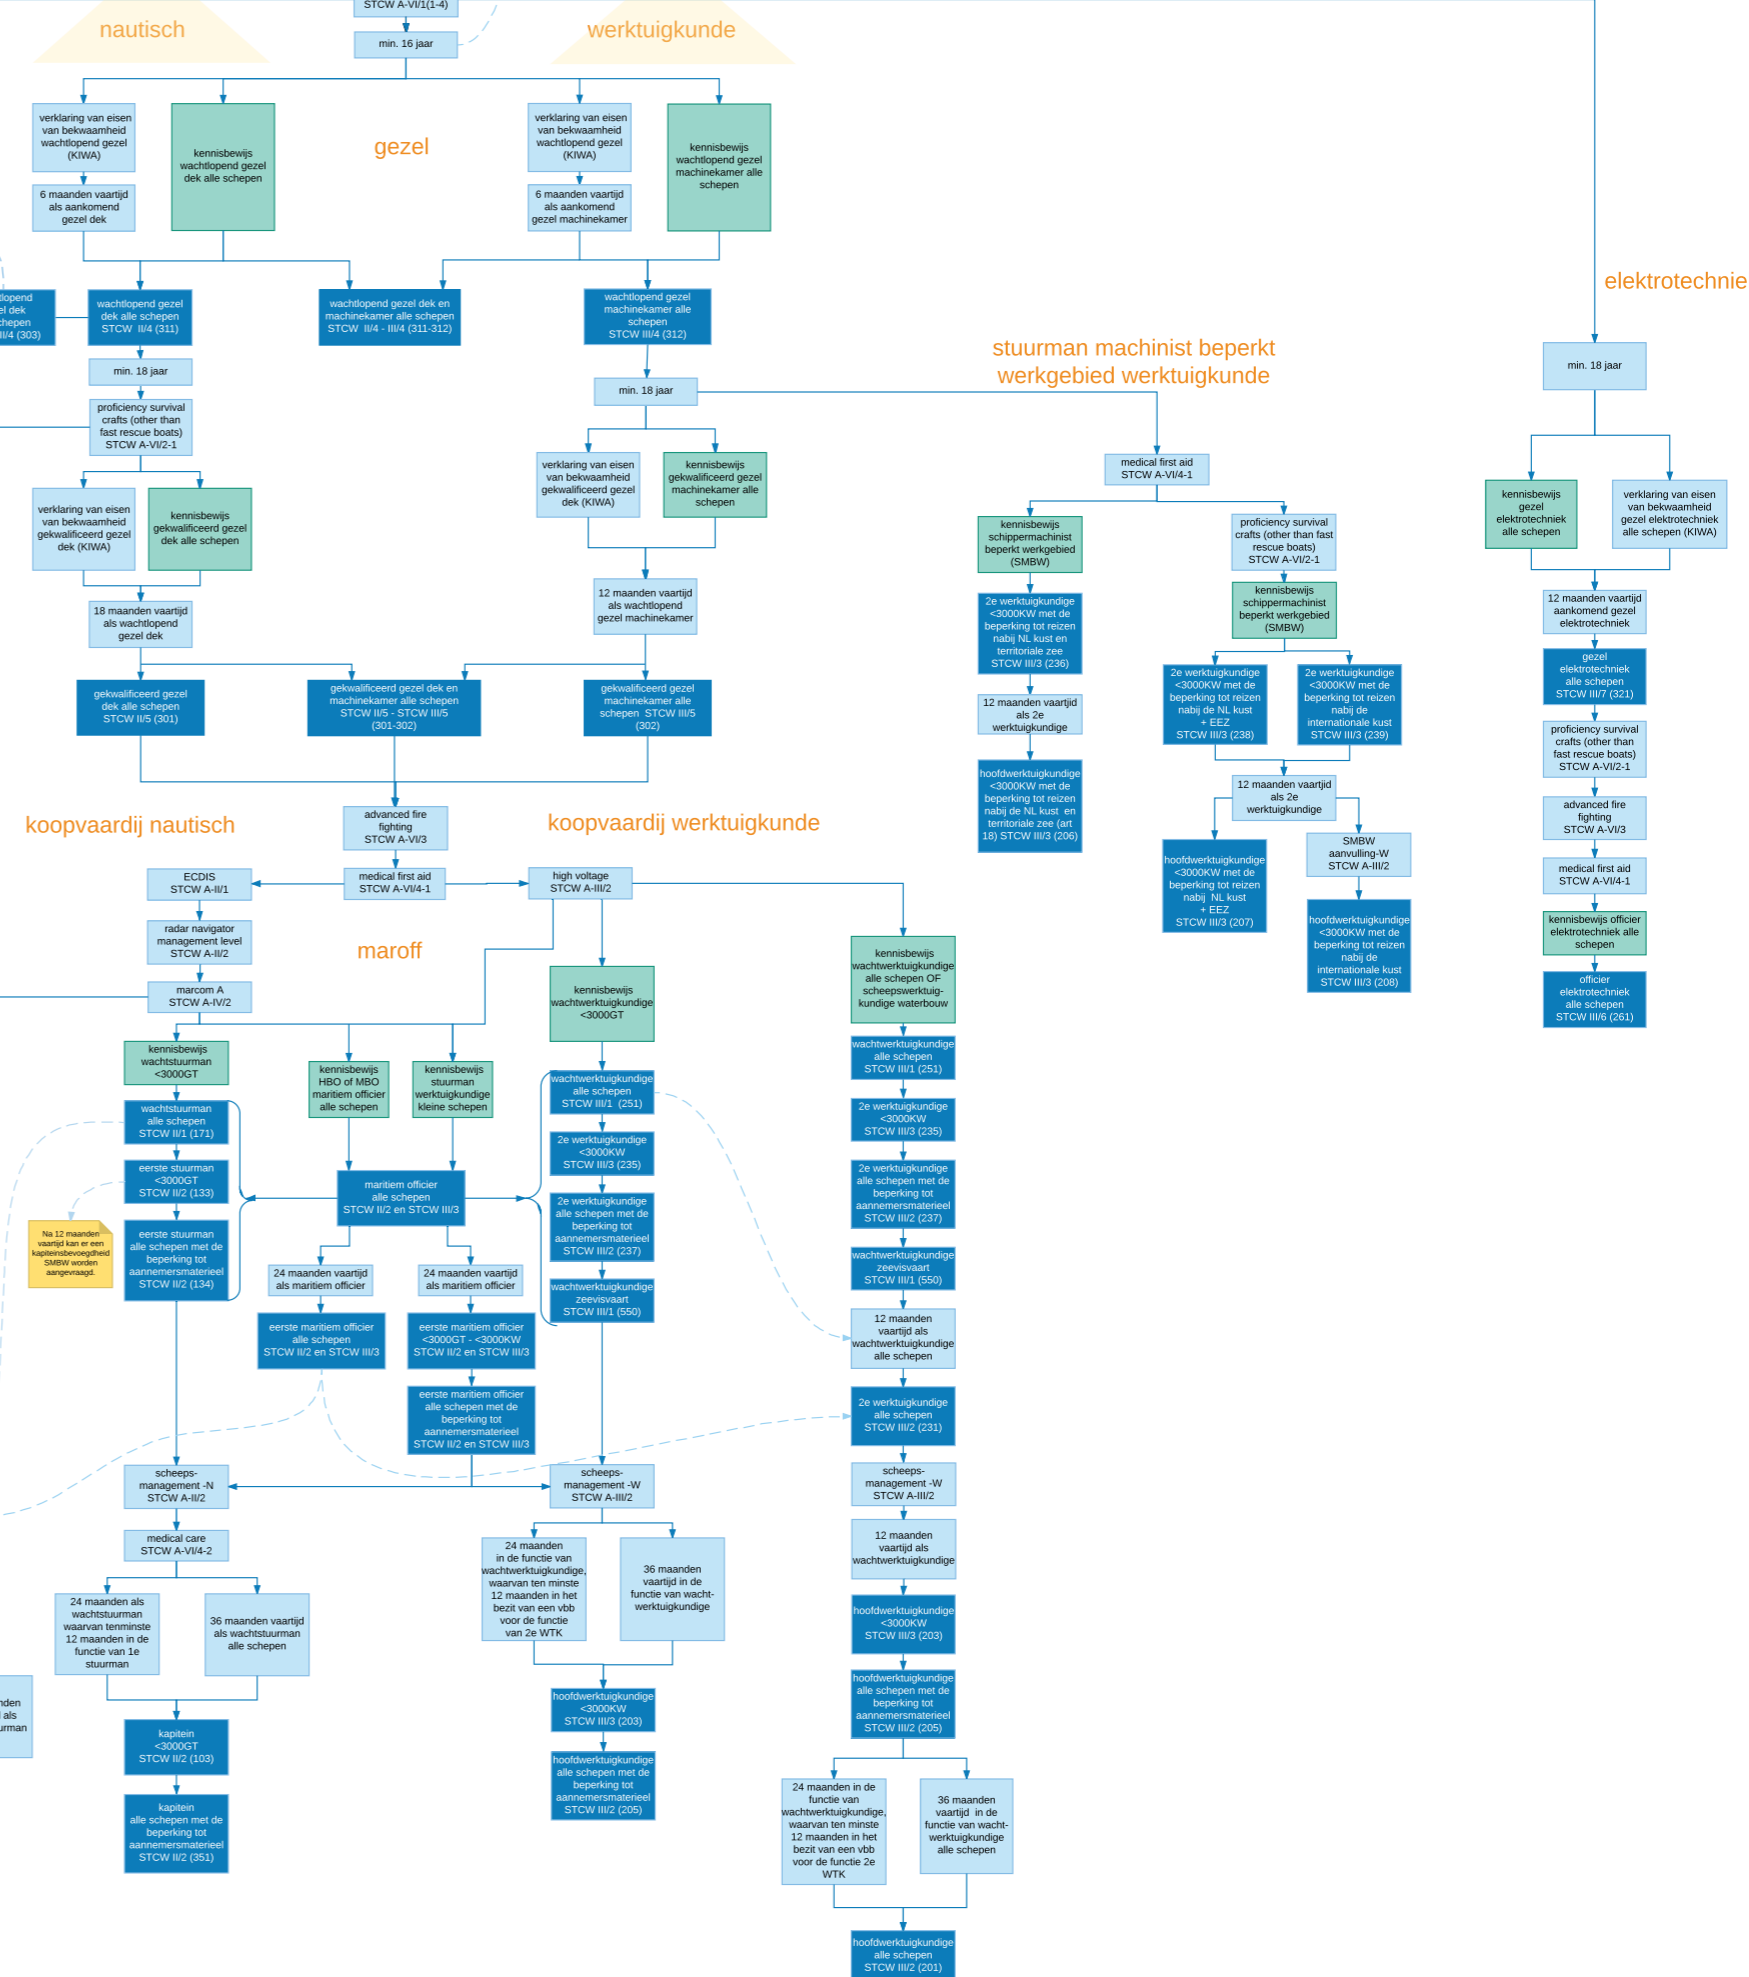 STCW A-VI/1(1-4)
nautisch
werktuigkunde
min. 16 jaar
verklaring van eisen
van bekwaamheid
wachtlopend gezel
(KIWA)
kennisbewijs
wachtlopend gezel
dek alle schepen
gezel
verklaring van eisen
van bekwaamheid
wachtlopend gezel
(KIWA)
kennisbewijs
wachtlopend gezel
machinekamer alle
schepen
6 maanden vaartijd
als aankomend
gezel dek
6 maanden vaartijd
als aankomend
gezel machinekamer
elektrotechnie
lopend
el dek
chepen
II/4 (303)
wachtlopend gezel
dek alle schepen
STCW  II/4 (311)
wachtlopend gezel dek en
machinekamer alle schepen
STCW  II/4 - III/4 (311-312)
wachtlopend gezel
machinekamer alle
schepen
STCW III/4 (312)
stuurman machinist beperkt
werkgebied werktuigkunde
min. 18 jaar
min. 18 jaar
min. 18 jaar
proficiency survival
crafts (other than
fast rescue boats)
STCW A-VI/2-1
verklaring van eisen
van bekwaamheid
gekwalificeerd gezel
dek (KIWA)
kennisbewijs
gekwalificeerd gezel
machinekamer alle
schepen
medical first aid
STCW A-VI/4-1
verklaring van eisen
van bekwaamheid
gekwalificeerd gezel
dek (KIWA)
kennisbewijs
gekwalificeerd gezel
dek alle schepen
kennisbewijs
schippermachinist
beperkt werkgebied
(SMBW)
proficiency survival
crafts (other than fast
rescue boats)
STCW A-VI/2-1
kennisbewijs
gezel
elektrotechniek
alle schepen
verklaring van eisen
van bekwaamheid
gezel elektrotechniek
alle schepen (KIWA)
18 maanden vaartijd
als wachtlopend
gezel dek
12 maanden vaartijd
als wachtlopend
gezel machinekamer
2e werktuigkundige
<3000KW met de
beperking tot reizen
nabij NL kust en
territoriale zee
STCW III/3 (236)
kennisbewijs
schippermachinist
beperkt werkgebied
(SMBW)
12 maanden vaartijd
aankomend gezel
elektrotechniek
gekwalificeerd gezel
dek alle schepen
STCW II/5 (301)
gekwalificeerd gezel dek en
machinekamer alle schepen
STCW II/5 - STCW III/5
(301-302)
gekwalificeerd gezel
machinekamer alle
schepen  STCW III/5
(302)
12 maanden vaartjid
als 2e
werktuigkundige
2e werktuigkundige
<3000KW met de
beperking tot reizen
nabij de NL kust
+ EEZ
STCW III/3 (238)
2e werktuigkundige
<3000KW met de
beperking tot reizen
nabij de
internationale kust
STCW III/3 (239)
gezel
elektrotechniek
alle schepen
STCW III/7 (321)
proficiency survival
crafts (other than
fast rescue boats)
STCW A-VI/2-1
hoofdwerktuigkundige
<3000KW met de
beperking tot reizen
nabij de NL kust  en
territoriale zee (art
18) STCW III/3 (206)
12 maanden vaartjid
als 2e
werktuigkundige
koopvaardij nautisch
advanced fire
fighting
STCW A-VI/3
koopvaardij werktuigkunde
advanced fire
fighting
STCW A-VI/3
hoofdwerktuigkundige
<3000KW met de
beperking tot reizen
nabij  NL kust
+ EEZ
STCW III/3 (207)
SMBW
aanvulling-W
STCW A-III/2
ECDIS
STCW A-II/1
medical first aid
STCW A-VI/4-1
high voltage
STCW A-III/2
medical first aid
STCW A-VI/4-1
hoofdwerktuigkundige
<3000KW met de
beperking tot reizen
nabij de
internationale kust
STCW III/3 (208)
kennisbewijs officier
elektrotechniek alle
schepen
officier
elektrotechniek
alle schepen
STCW III/6 (261)
radar navigator
management level
STCW A-II/2
maroff
marcom A
STCW A-IV/2
kennisbewijs
wachtwerktuigkundige
<3000GT
kennisbewijs
wachtwerktuigkundige
alle schepen OF
scheepswerktuig-
kundige waterbouw
kennisbewijs
wachtstuurman
<3000GT
kennisbewijs
HBO of MBO
maritiem officier
alle schepen
kennisbewijs
stuurman
werktuigkundige
kleine schepen
wachtwerktuigkundige
alle schepen
STCW III/1  (251)
wachtwerktuigkundige
alle schepen
STCW III/1 (251)
wachtstuurman
alle schepen
STCW II/1 (171)
2e werktuigkundige
<3000KW
STCW III/3 (235)
2e werktuigkundige
<3000KW
STCW III/3 (235)
eerste stuurman
<3000GT
STCW II/2 (133)
maritiem officier
alle schepen
STCW II/2 en STCW III/3
2e werktuigkundige
alle schepen met de
beperking tot
aannemersmaterieel
STCW III/2 (237)
2e werktuigkundige
alle schepen met de
beperking tot
aannemersmaterieel
STCW III/2 (237)
Na 12 maanden
vaartijd kan er een
kapiteinsbevoegdheid
SMBW worden
aangevraagd.
eerste stuurman
alle schepen met de
beperking tot
aannemersmaterieel
STCW II/2 (134)
24 maanden vaartijd
als maritiem officier
24 maanden vaartijd
als maritiem officier
wachtwerktuigkundige
zeevisvaart
STCW III/1 (550)
wachtwerktuigkundige
zeevisvaart
STCW III/1 (550)
eerste maritiem officier
alle schepen
STCW II/2 en STCW III/3
eerste maritiem officier
<3000GT - <3000KW
STCW II/2 en STCW III/3
12 maanden
vaartijd als
wachtwerktuigkundige
alle schepen
eerste maritiem officier
alle schepen met de
beperking tot
aannemersmaterieel
STCW II/2 en STCW III/3
2e werktuigkundige
alle schepen
STCW III/2 (231)
scheeps-
management -N
STCW A-II/2
scheeps-
management -W
STCW A-III/2
scheeps-
management -W
STCW A-III/2
medical care
STCW A-VI/4-2
24 maanden
in de functie van
wachtwerktuigkundige,
waarvan ten minste
12 maanden in het
bezit van een vbb
voor de functie
van 2e WTK
36 maanden
vaartijd in de
functie van wacht-
werktuigkundige
12 maanden
vaartijd als
wachtwerktuigkundige
24 maanden als
wachtstuurman
waarvan tenminste
12 maanden in de
functie van 1e
stuurman
36 maanden vaartijd
als wachtstuurman
alle schepen
hoofdwerktuigkundige
<3000KW
STCW III/3 (203)
nden
als
urman
hoofdwerktuigkundige
<3000KW
STCW III/3 (203)
hoofdwerktuigkundige
alle schepen met de
beperking tot
aannemersmaterieel
STCW III/2 (205)
kapitein
<3000GT
STCW II/2 (103)
hoofdwerktuigkundige
alle schepen met de
beperking tot
aannemersmaterieel
STCW III/2 (205)
kapitein
alle schepen met de
beperking tot
aannemersmaterieel
STCW II/2 (351)
24 maanden in de
functie van
wachtwerktuigkundige,
waarvan ten minste
12 maanden in het
bezit van een vbb
voor de functie 2e
WTK
36 maanden
vaartijd  in de
functie van wacht-
werktuigkundige
alle schepen
hoofdwerktuigkundige
alle schepen
STCW III/2 (201)